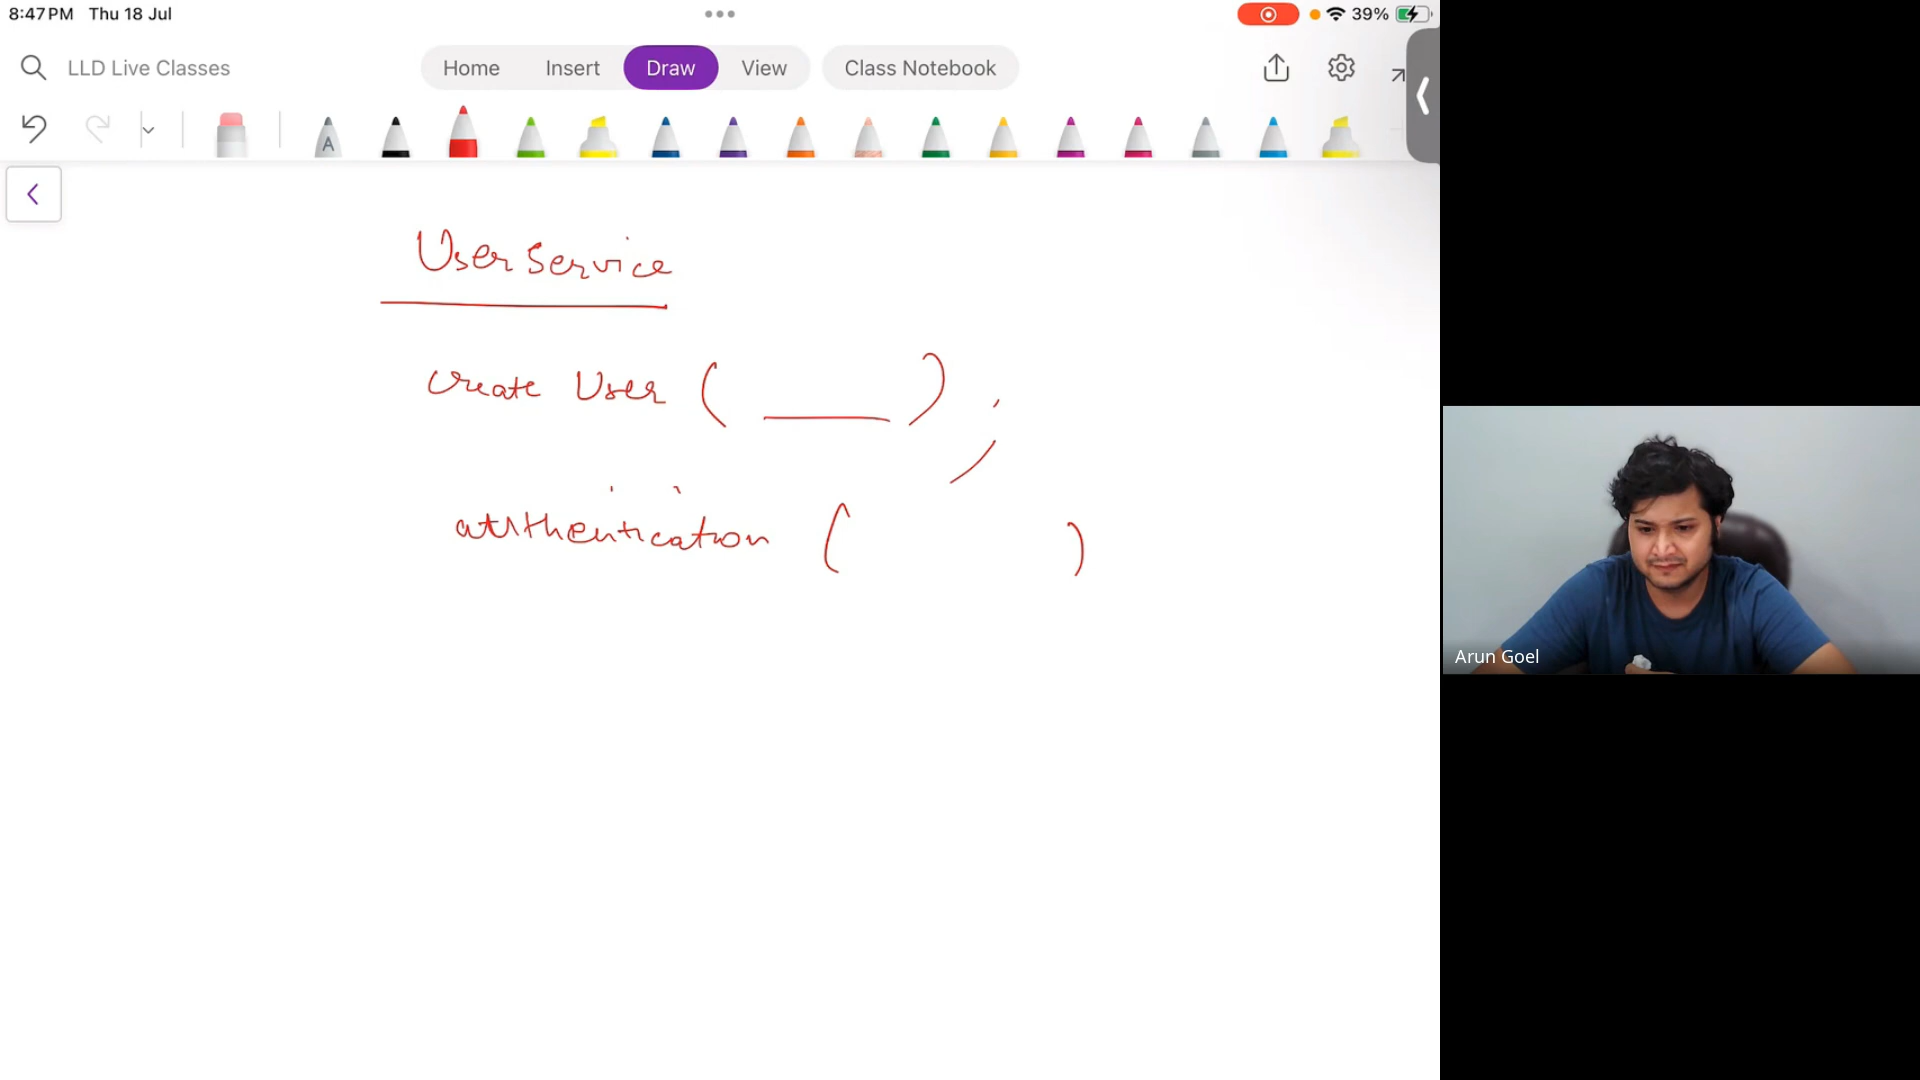 8:47 PM Thu 18 Jul
39%
LLD Live Classes
Home Insert Draw View Class Notebook
A
User Service
create User ( ____ ) ;
authentication ( )
Arun Goel